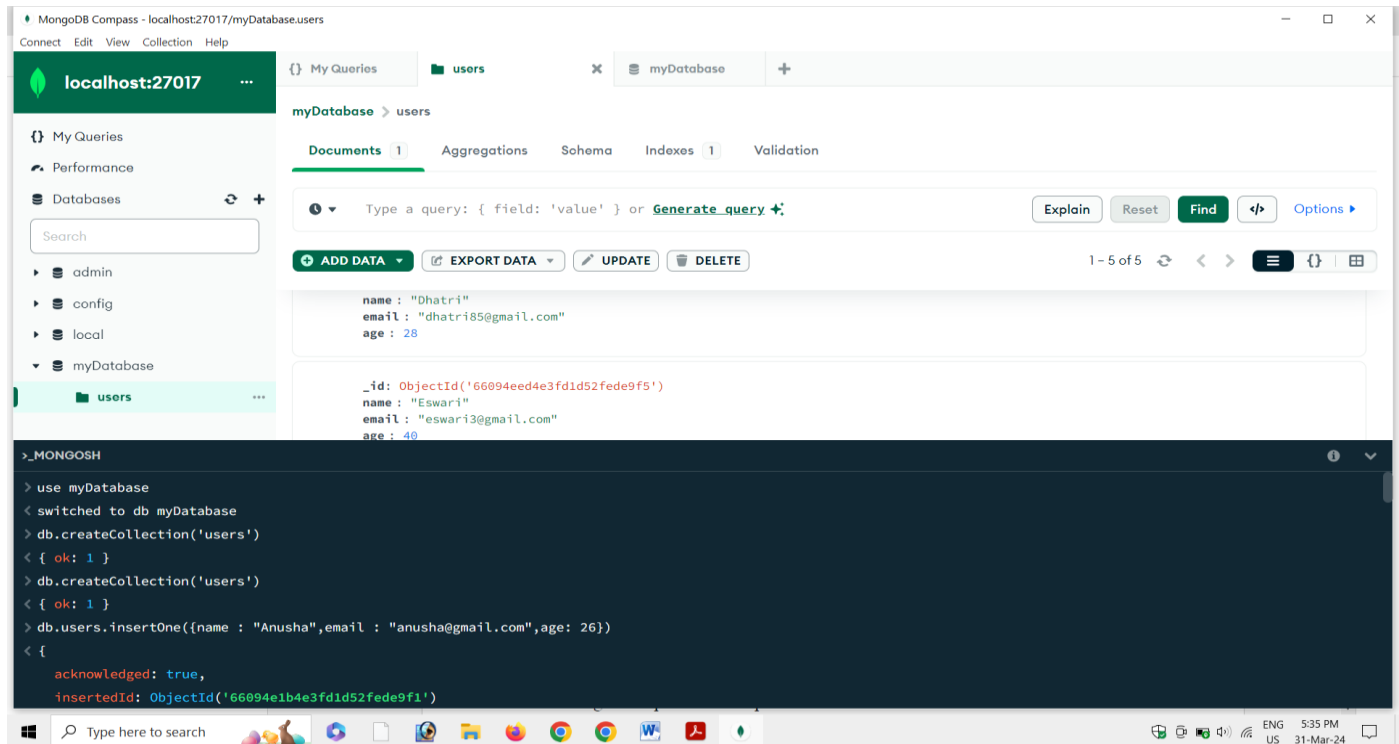 MongoDB Compass - localhost:27017/myDatabase.users
Connect Edit View Collection Help
localhost:27017 ...
{} My Queries
users
myDatabase
myDatabase > users
{} My Queries
Performance
Databases
Search
admin
config
local
myDatabase
users ...
Documents 1 Aggregations Schema Indexes 1 Validation
Type a query: { field: 'value' } or Generate query
Explain Reset Find </> Options
ADD DATA EXPORT DATA UPDATE DELETE
1 – 5 of 5 < > {}
name : "Dhatri"
email : "dhatri85@gmail.com"
age : 28
_id: ObjectId('66094eed4e3fd1d52fede9f5')
name : "Eswari"
email : "eswari3@gmail.com"
age : 40
>_MONGOSH
> use myDatabase
< switched to db myDatabase
> db.createCollection('users')
< { ok: 1 }
> db.createCollection('users')
< { ok: 1 }
> db.users.insertOne({name : "Anusha",email : "anusha@gmail.com",age: 26})
< {
acknowledged: true,
insertedId: ObjectId('66094e1b4e3fd1d52fede9f1')
Type here to search
ENG
US
5:35 PM
31-Mar-24